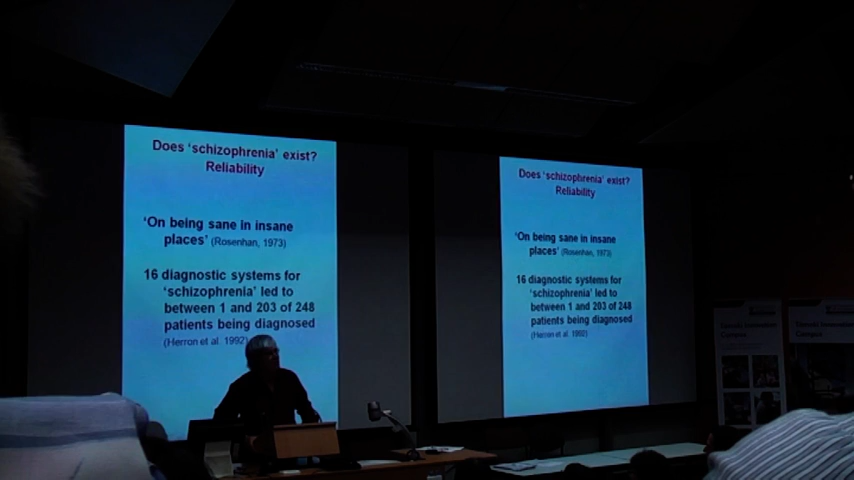 Does 'schizophrenia' exist?
Reliability
'On being sane in insane
places' (Rosenhan, 1973)
16 diagnostic systems for
'schizophrenia' led to
between 1 and 203 of 248
patients being diagnosed
(Herron et al. 1992)
Does 'schizophrenia' exist?
Reliability
'On being sane in insane
places' (Rosenhan, 1973)
16 diagnostic systems for
'schizophrenia' led to
between 1 and 203 of 248
patients being diagnosed
(Herron et al. 1992)
Campus
Campus